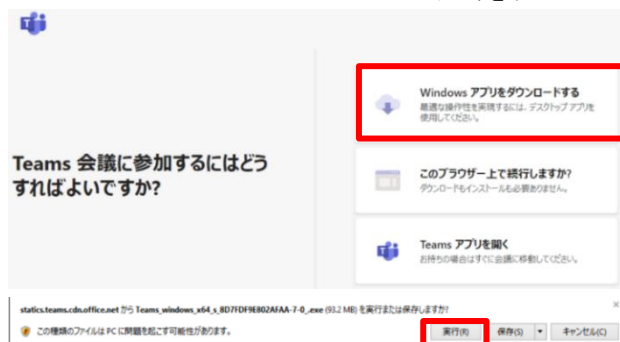 Windows アプリをダウンロードする
最適な操作性を実現するには、デスクトップ アプリを
使用してください。
Teams 会議に参加するにはどう
すればよいですか?
このブラウザー上で続行しますか?
ダウンロードもインストールも必要ありません。
Teams アプリを開く
お持ちの場合はすぐに会議に移動してください。
statics.teams.cdn.office.net から Teams_windows_x64_s_8D7FDF9E802AFAA-7-0_.exe (93.2 MB) を実行または保存しますか?
この種類のファイルは PC に問題を起こす可能性があります。
実行(R) 保存(S) キャンセル(C)